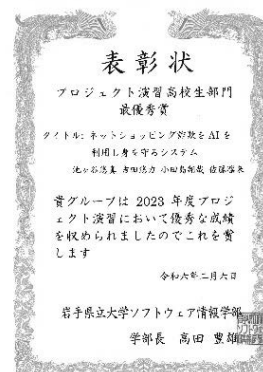 表彰状
プロジェクト演習高校生部門
最優秀賞
タイトル: ネットショッピング詐欺をAIを
利用し身を守るシステム
貴グループは 2023 年度プロジ
ェクト演習において優秀な成績
を収められましたのでこれを賞
します
令和六年二月六日
岩手県立大学ソフトウェア情報学部
学部長 高田 豊雄